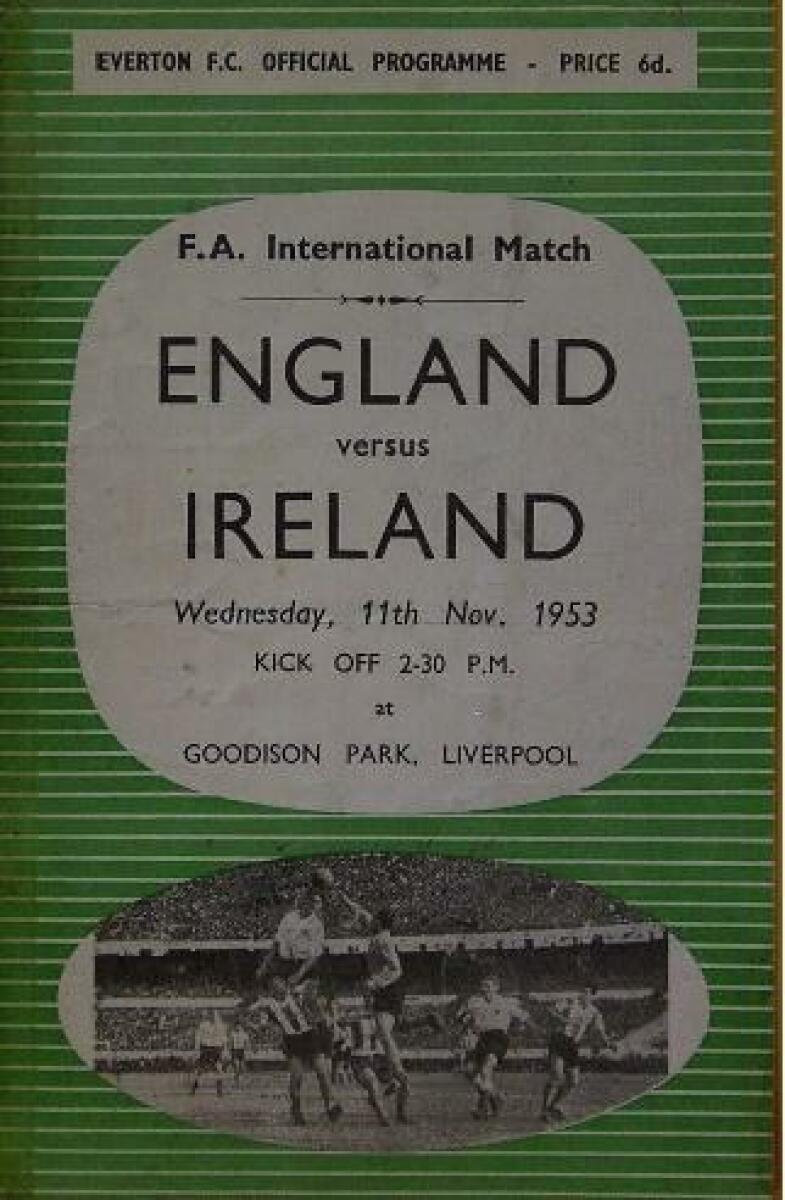 EVERTON F.C. OFFICIAL PROGRAMME - PRICE 6d.
F.A. International Match
ENGLAND
versus
IRELAND
Wednesday, 11th Nov. 1953
KICK OFF 2-30 P.M.
at
GOODISON PARK, LIVERPOOL